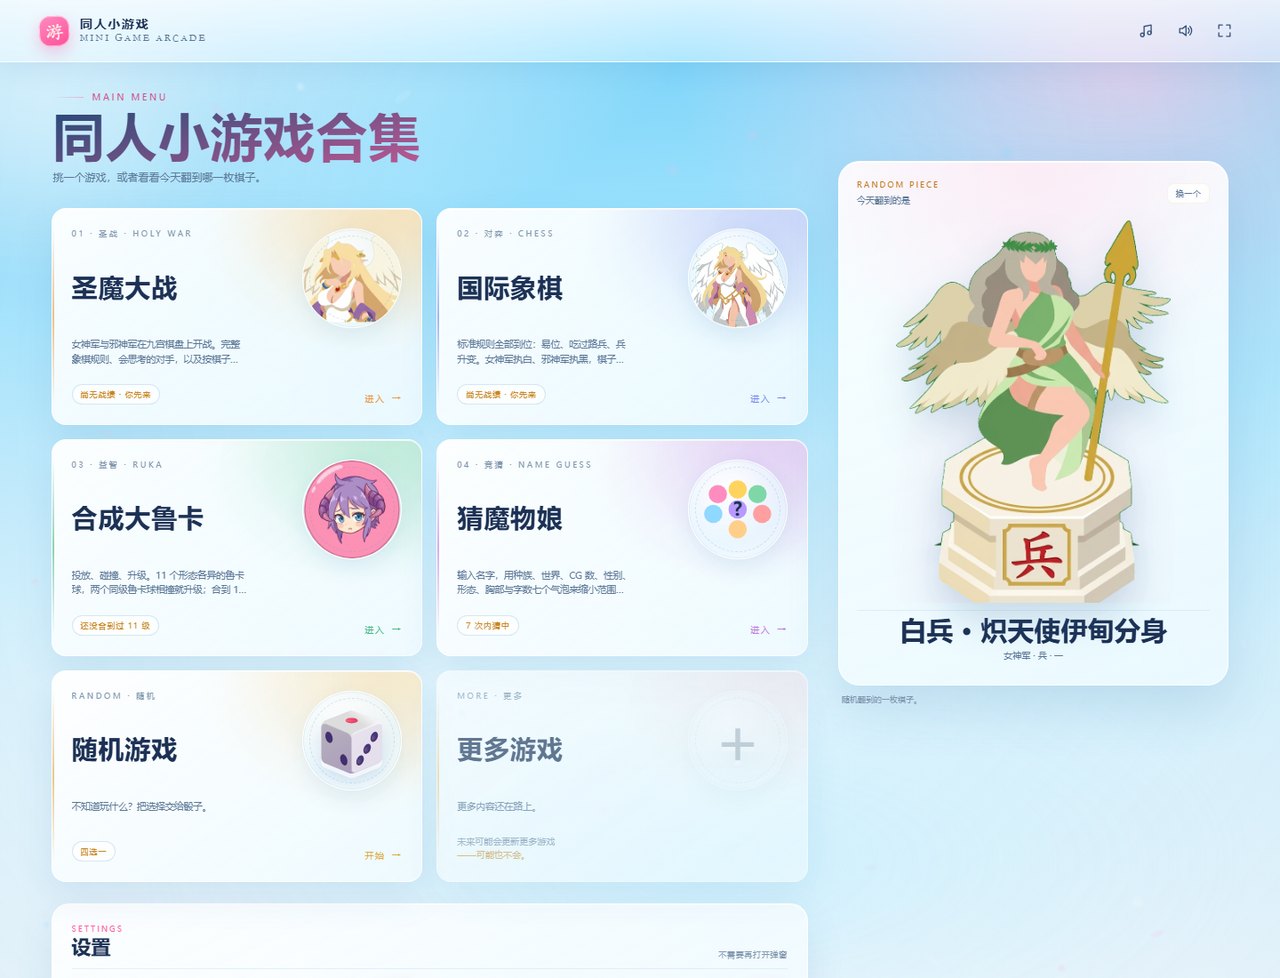 游
同人小游戏
MINI GAME ARCADE
MAIN MENU
同人小游戏合集
挑一个游戏，或者看看今天翻到哪一枚棋子。
01 · 圣战 · HOLY WAR
圣魔大战
女神军与邪神军在九宫棋盘上开战。完整
象棋规则、会思考的对手，以及按棋子…
尚无战绩 · 你先来
进入 →
02 · 对弈 · CHESS
国际象棋
标准规则全部到位：易位、吃过路兵、兵
升变。女神军执白、邪神军执黑，棋子…
尚无战绩 · 你先来
进入 →
03 · 益智 · RUKA
合成大鲁卡
投放、碰撞、升级。11 个形态各异的鲁卡
球，两个同级鲁卡球相撞就升级；合到 1…
还没合到过 11 级
进入 →
04 · 竞猜 · NAME GUESS
猜魔物娘
?
输入名字，用种族、世界、CG 数、性别、
形态、胸部与字数七个气泡来缩小范围…
7 次内猜中
进入 →
RANDOM · 随机
随机游戏
不知道玩什么？把选择交给骰子。
四选一
开始 →
MORE · 更多
更多游戏
更多内容还在路上。
未来可能会更新更多游戏
——可能也不会。
SETTINGS
设置
不需要再打开弹窗
RANDOM PIECE
今天翻到的是
换一个
兵
白兵 · 炽天使伊甸分身
女神军 · 兵 · —
随机翻到的一枚棋子。